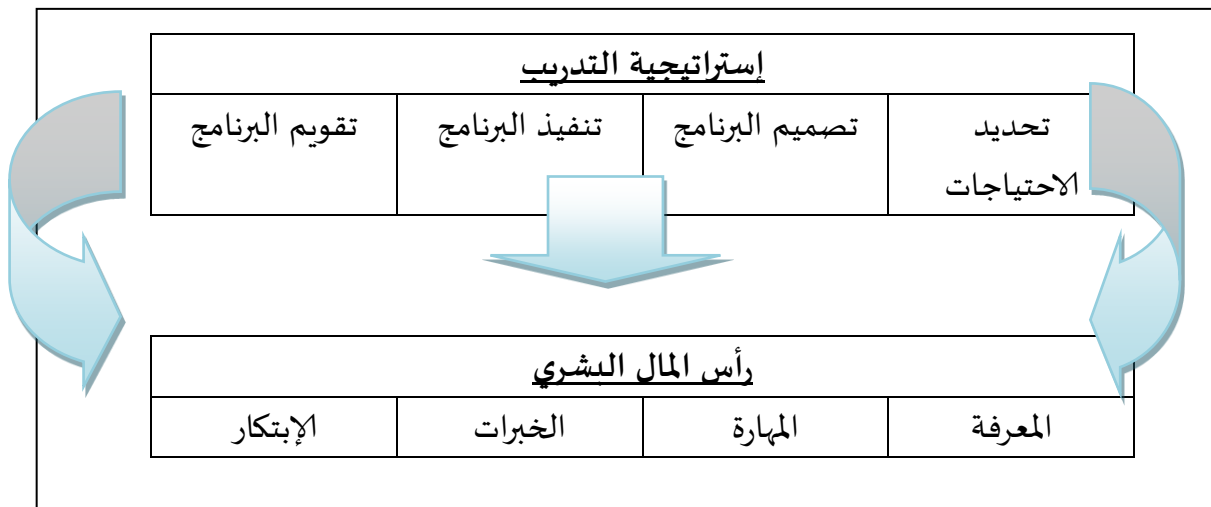 إستراتيجية التدريب
تحديد الاحتياجات
تصميم البرنامج
تنفيذ البرنامج
تقويم البرنامج
رأس المال البشري
المعرفة
المهارة
الخبرات
الإبتكار